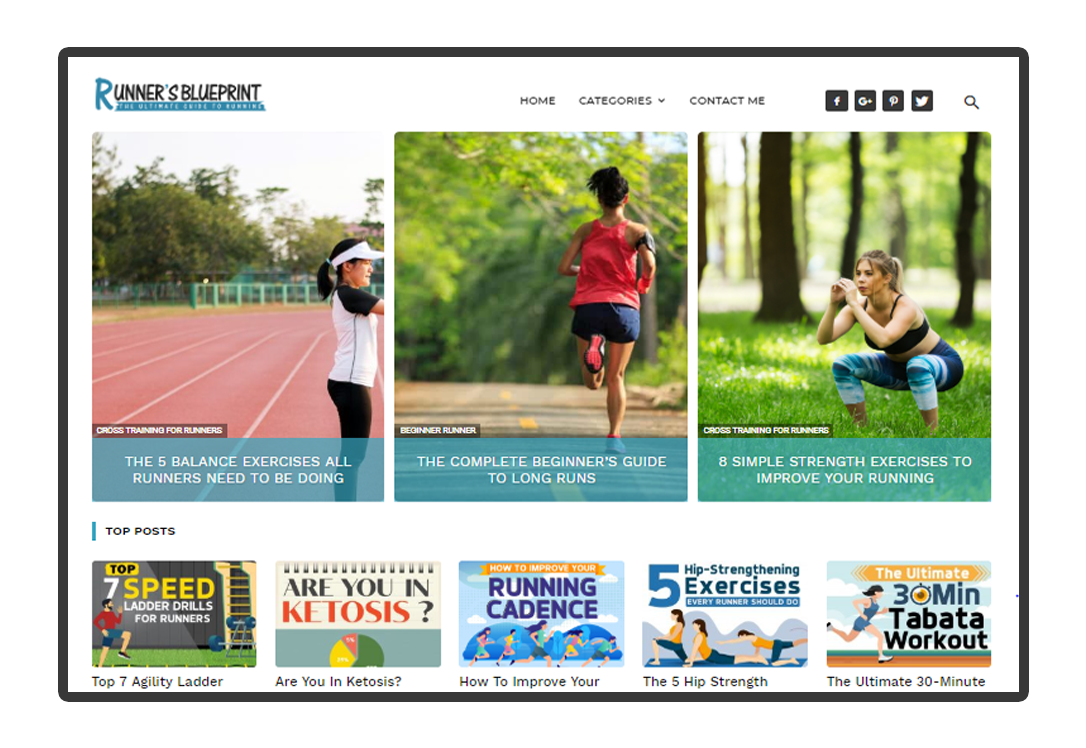 RUNNER'S BLUEPRINT
THE ULTIMATE GUIDE TO RUNNING
HOME CATEGORIES CONTACT ME
f G+ P
CROSS TRAINING FOR RUNNERS
THE 5 BALANCE EXERCISES ALL
RUNNERS NEED TO BE DOING
BEGINNER RUNNER
THE COMPLETE BEGINNER'S GUIDE
TO LONG RUNS
CROSS TRAINING FOR RUNNERS
8 SIMPLE STRENGTH EXERCISES TO
IMPROVE YOUR RUNNING
TOP POSTS
TOP
7 SPEED
LADDER DRILLS
FOR RUNNERS
Top 7 Agility Ladder
ARE YOU IN
KETOSIS ?
Are You In Ketosis?
HOW TO IMPROVE YOUR
RUNNING
CADENCE
How To Improve Your
5 Hip-Strengthening
Exercises
EVERY RUNNER SHOULD DO
The 5 Hip Strength
The Ultimate
30Min
Tabata
Workout
The Ultimate 30-Minute